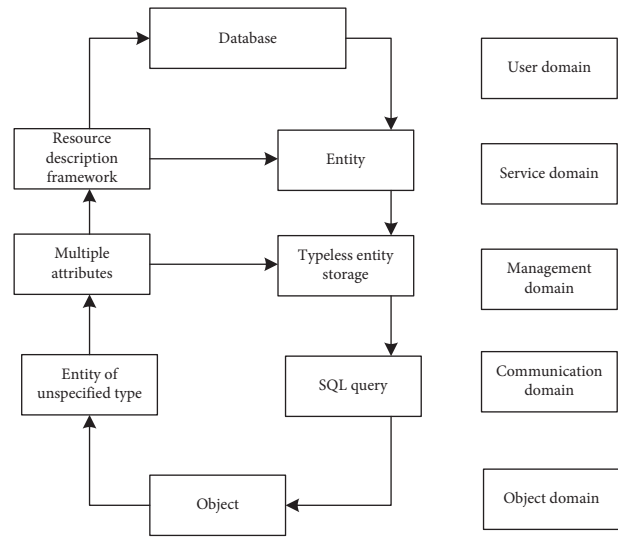 Database
User domain
Resource
description
framework
Entity
Service domain
Multiple
attributes
Typeless entity
storage
Management
domain
Entity of
unspecified type
SQL query
Communication
domain
Object
Object domain